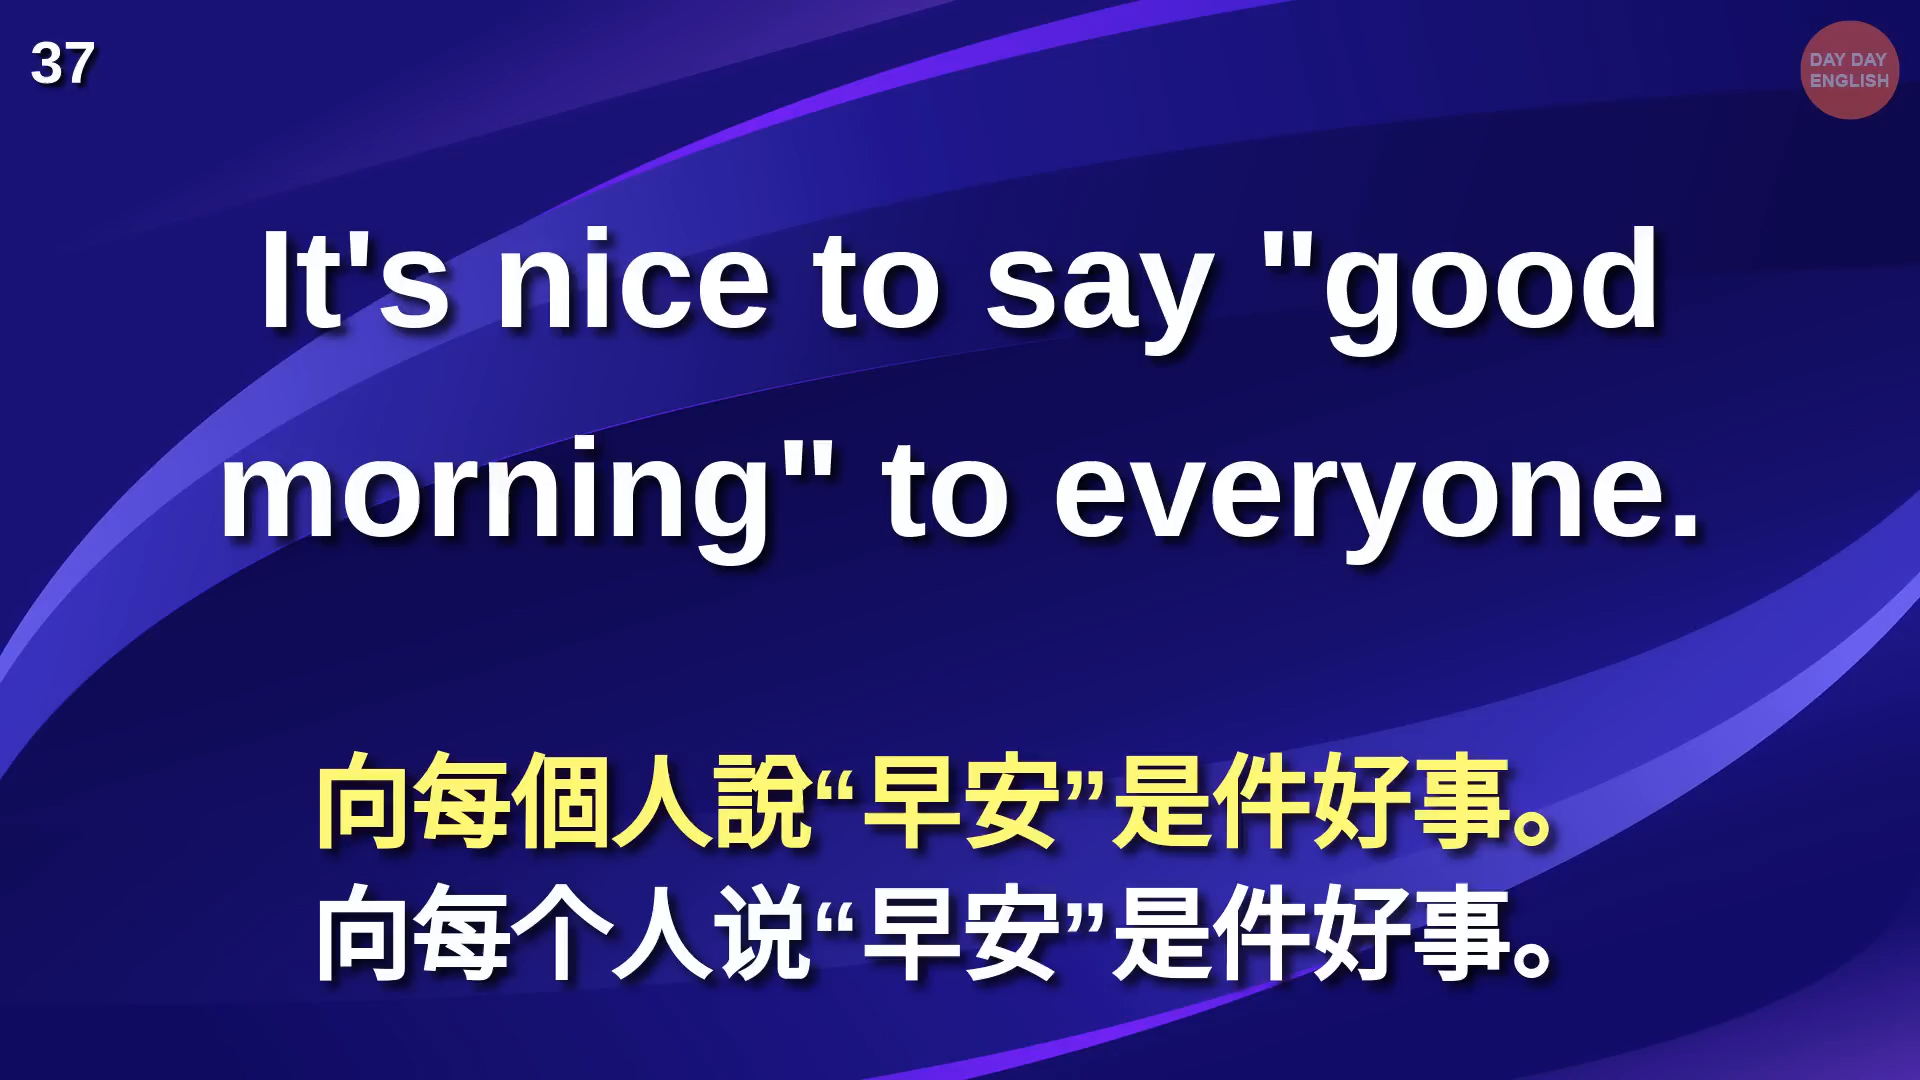 37
DAY DAY
ENGLISH
It's nice to say "good
morning" to everyone.
向每個人說“早安”是件好事。
向每个人说“早安”是件好事。